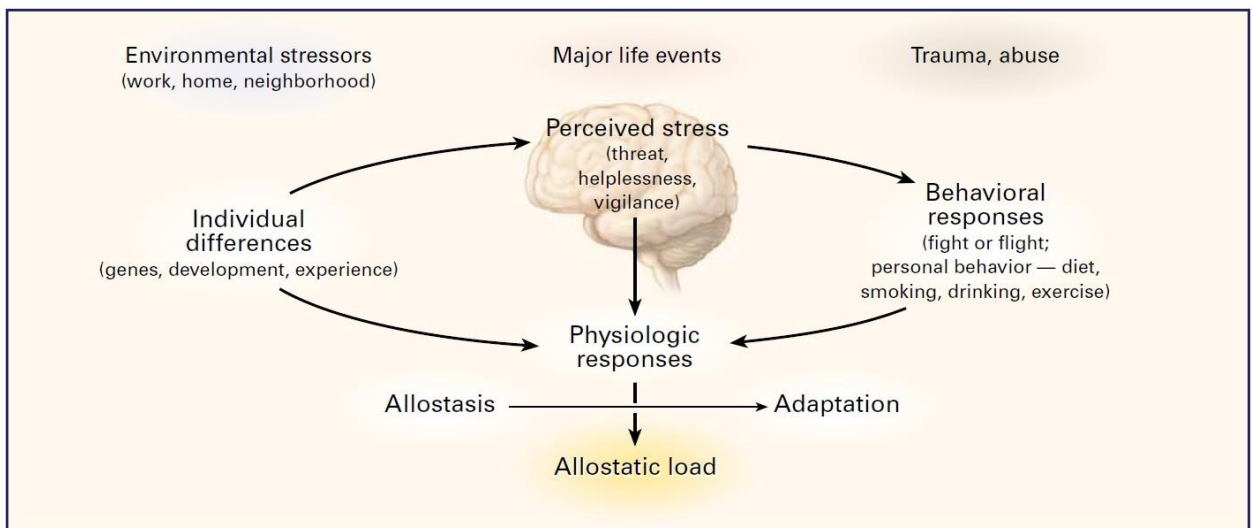 Environmental stressors
(work, home, neighborhood)
Major life events
Trauma, abuse
Perceived stress
(threat,
helplessness,
vigilance)
Individual
differences
(genes, development, experience)
Behavioral
responses
(fight or flight;
personal behavior — diet,
smoking, drinking, exercise)
Physiologic
responses
Allostasis
Adaptation
Allostatic load